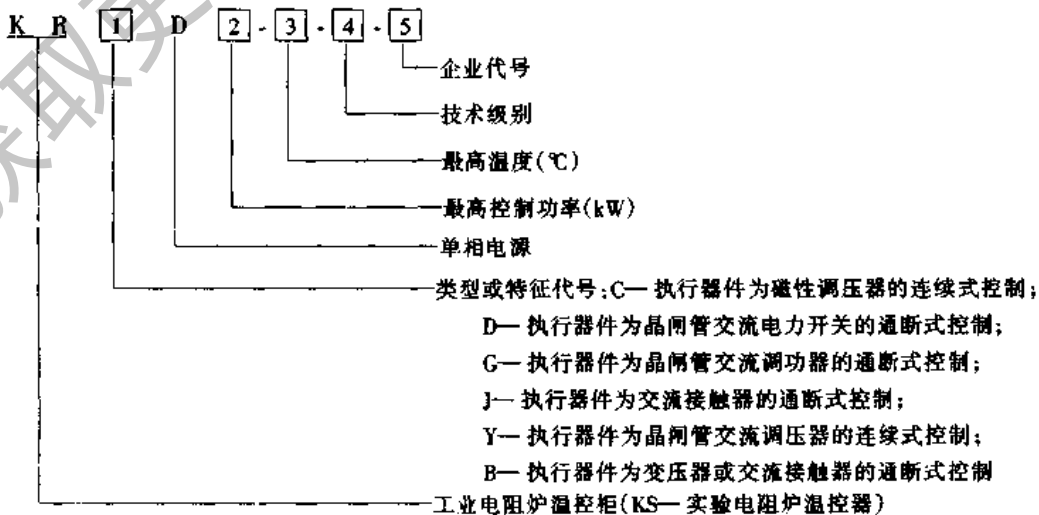 K R 1 D 2 - 3 - 4 - 5
企业代号
技术级别
最高温度(℃)
最高控制功率(kW)
单相电源
类型或特征代号:C—执行器件为磁性调压器的连续式控制;
D—执行器件为晶闸管交流电力开关的通断式控制;
G—执行器件为晶闸管交流调功器的通断式控制;
J—执行器件为交流接触器的通断式控制;
Y—执行器件为晶闸管交流调压器的连续式控制;
B—执行器件为变压器或交流接触器的通断式控制
工业电阻炉温控柜(KS—实验电阻炉温控器)